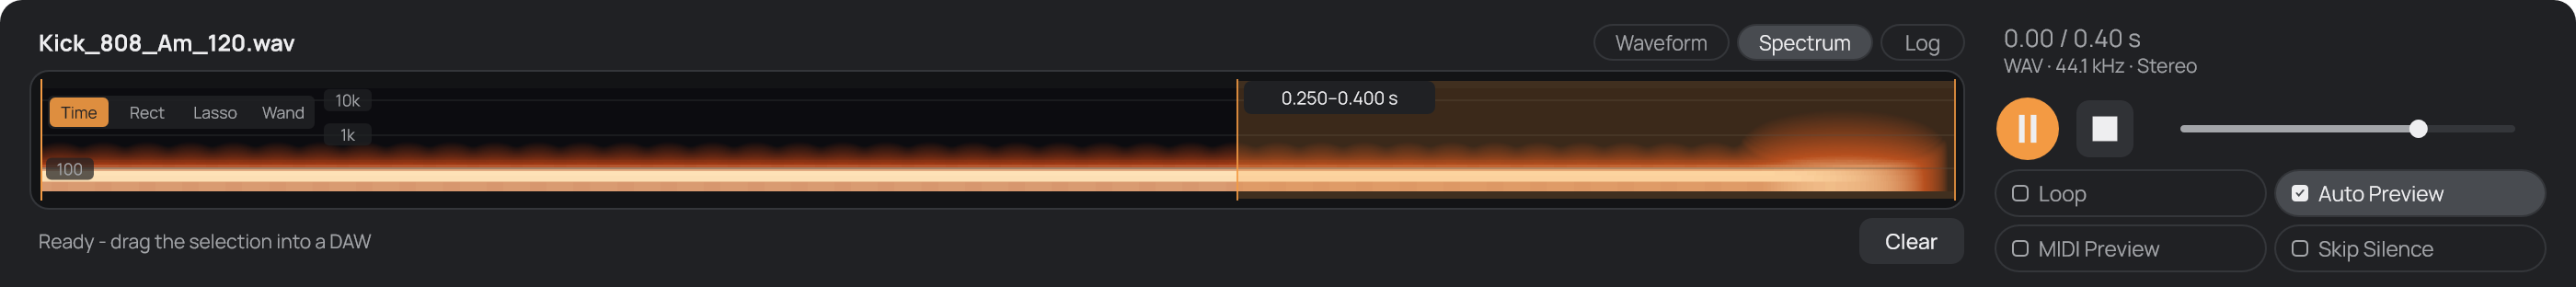 Kick_808_Am_120.wav
Waveform
Spectrum
Log
Time
Rect
Lasso
Wand
10k
1k
100
0.250–0.400 s
Ready - drag the selection into a DAW
Clear
0.00 / 0.40 s
WAV · 44.1 kHz · Stereo
Loop
Auto Preview
MIDI Preview
Skip Silence